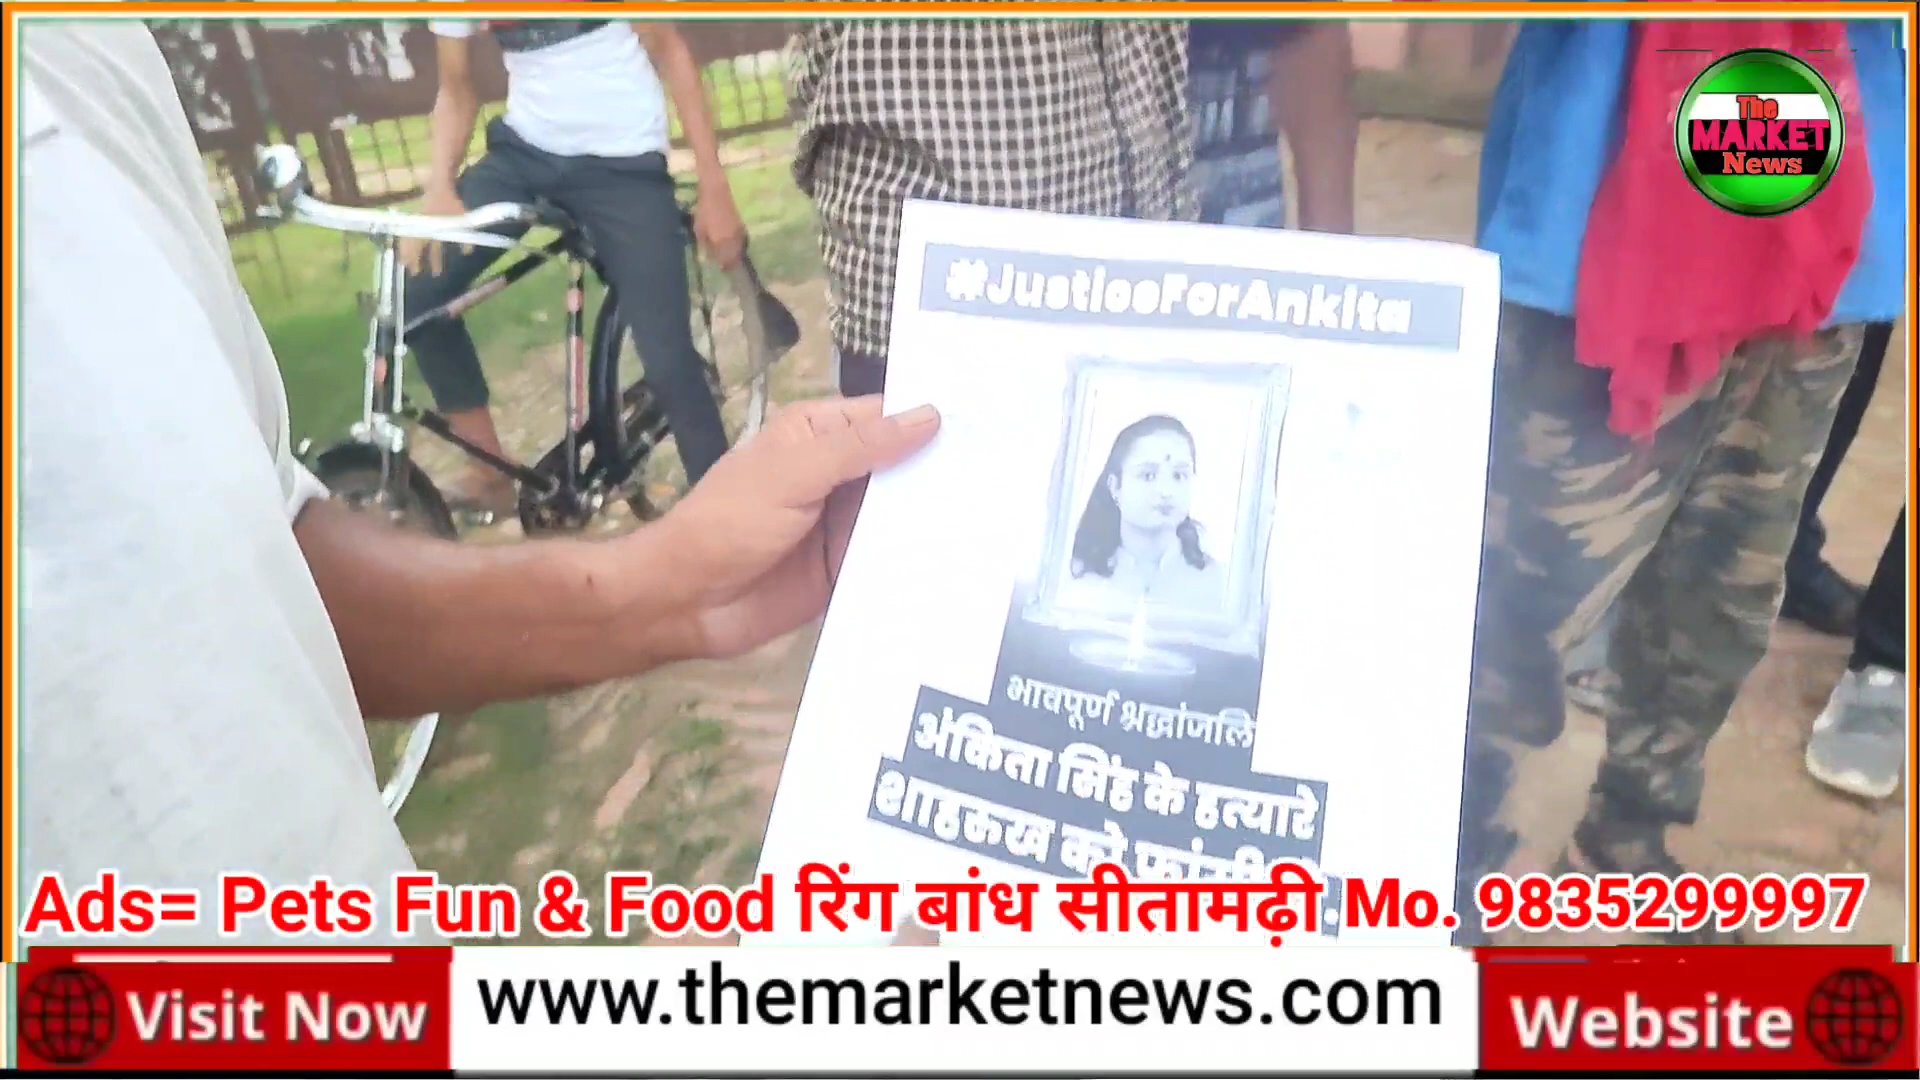 The
MARKET
News
#JusticeForAnkita
भावपूर्ण श्रद्धांजलि
अंकिता सिंह के हत्यारे
शाहरूख को
Ads= Pets Fun & Food रिंग बांध सीतामढ़ी.Mo. 9835299997
Visit Now
www.themarketnews.com
Website